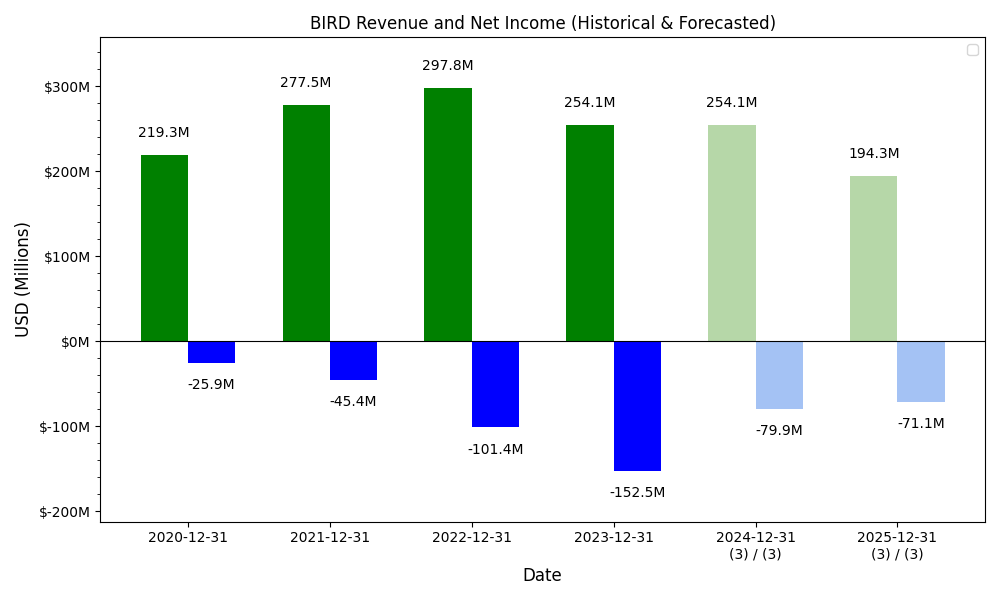 BIRD Revenue and Net Income (Historical & Forecasted)
USD (Millions)
$300M
$200M
$100M
$0M
$-100M
$-200M
219.3M
277.5M
297.8M
254.1M
254.1M
194.3M
-25.9M
-45.4M
-101.4M
-152.5M
-79.9M
-71.1M
2020-12-31
2021-12-31
2022-12-31
2023-12-31
2024-12-31
(3) / (3)
2025-12-31
(3) / (3)
Date